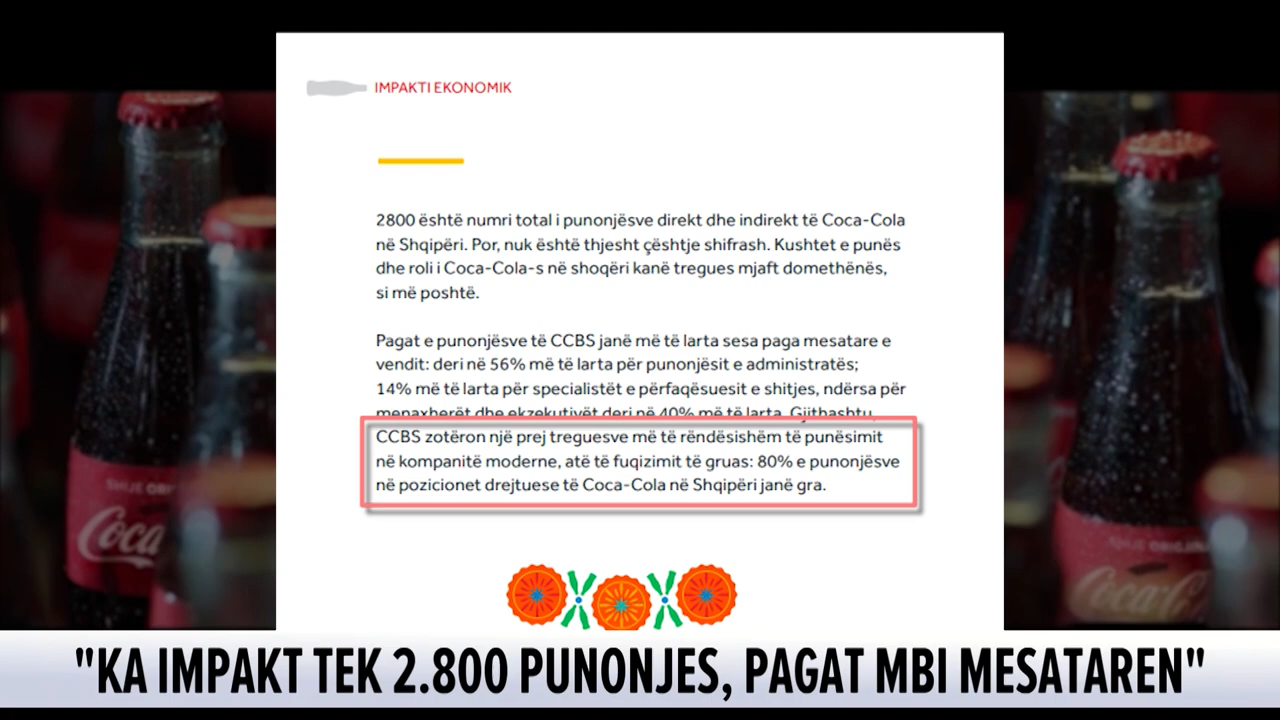 IMPAKTI EKONOMIK
2800 është numri total i punonjësve direkt dhe indirekt të Coca-Cola
në Shqipëri. Por, nuk është thjesht çështje shifrash. Kushtet e punës
dhe roli i Coca-Cola-s në shoqëri kanë tregues mjaft domethënës,
si më poshtë.
Pagat e punonjësve të CCBS janë më të larta sesa paga mesatare e
vendit: deri në 56% më të larta për punonjësit e administratës;
14% më të larta për specialistët e përfaqësuesit e shitjes, ndërsa për
menaxherët dhe ekzekutivët deri në 40% më të larta. Gjithashtu,
CCBS zotëron një prej treguesve më të rëndësishëm të punësimit
në kompanitë moderne, atë të fuqizimit të gruas: 80% e punonjësve
në pozicionet drejtuese të Coca-Cola në Shqipëri janë gra.
Coca
Coca-C
"KA IMPAKT TEK 2.800 PUNONJES, PAGAT MBI MESATAREN"